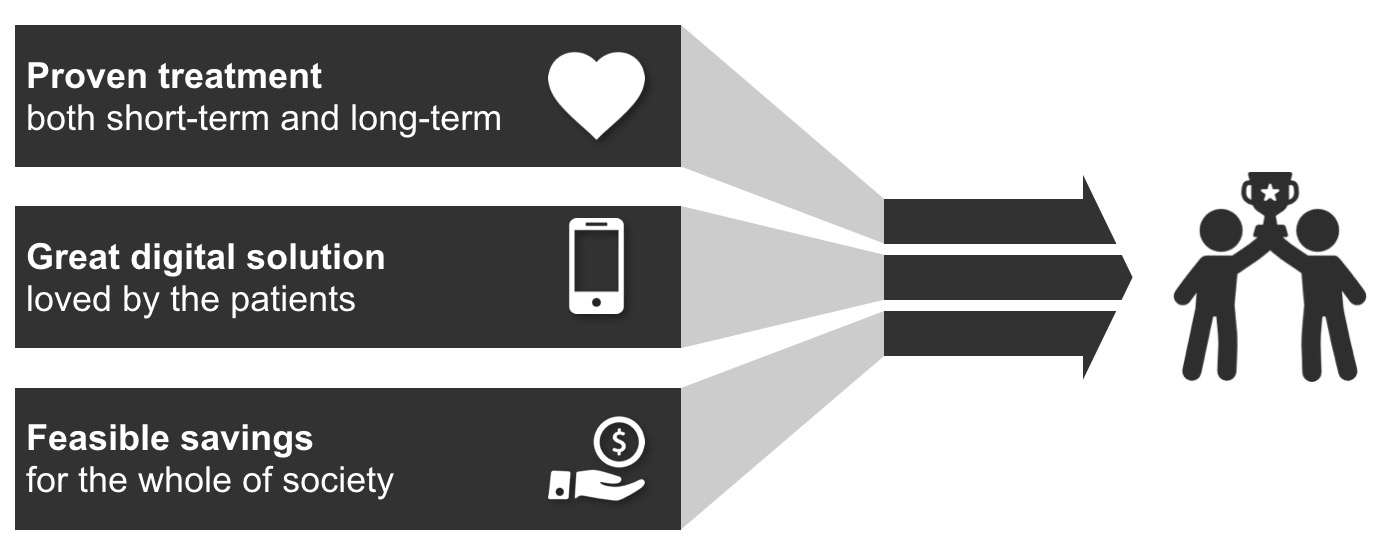 Proven treatment
both short-term and long-term
Great digital solution
loved by the patients
Feasible savings
$
for the whole of society